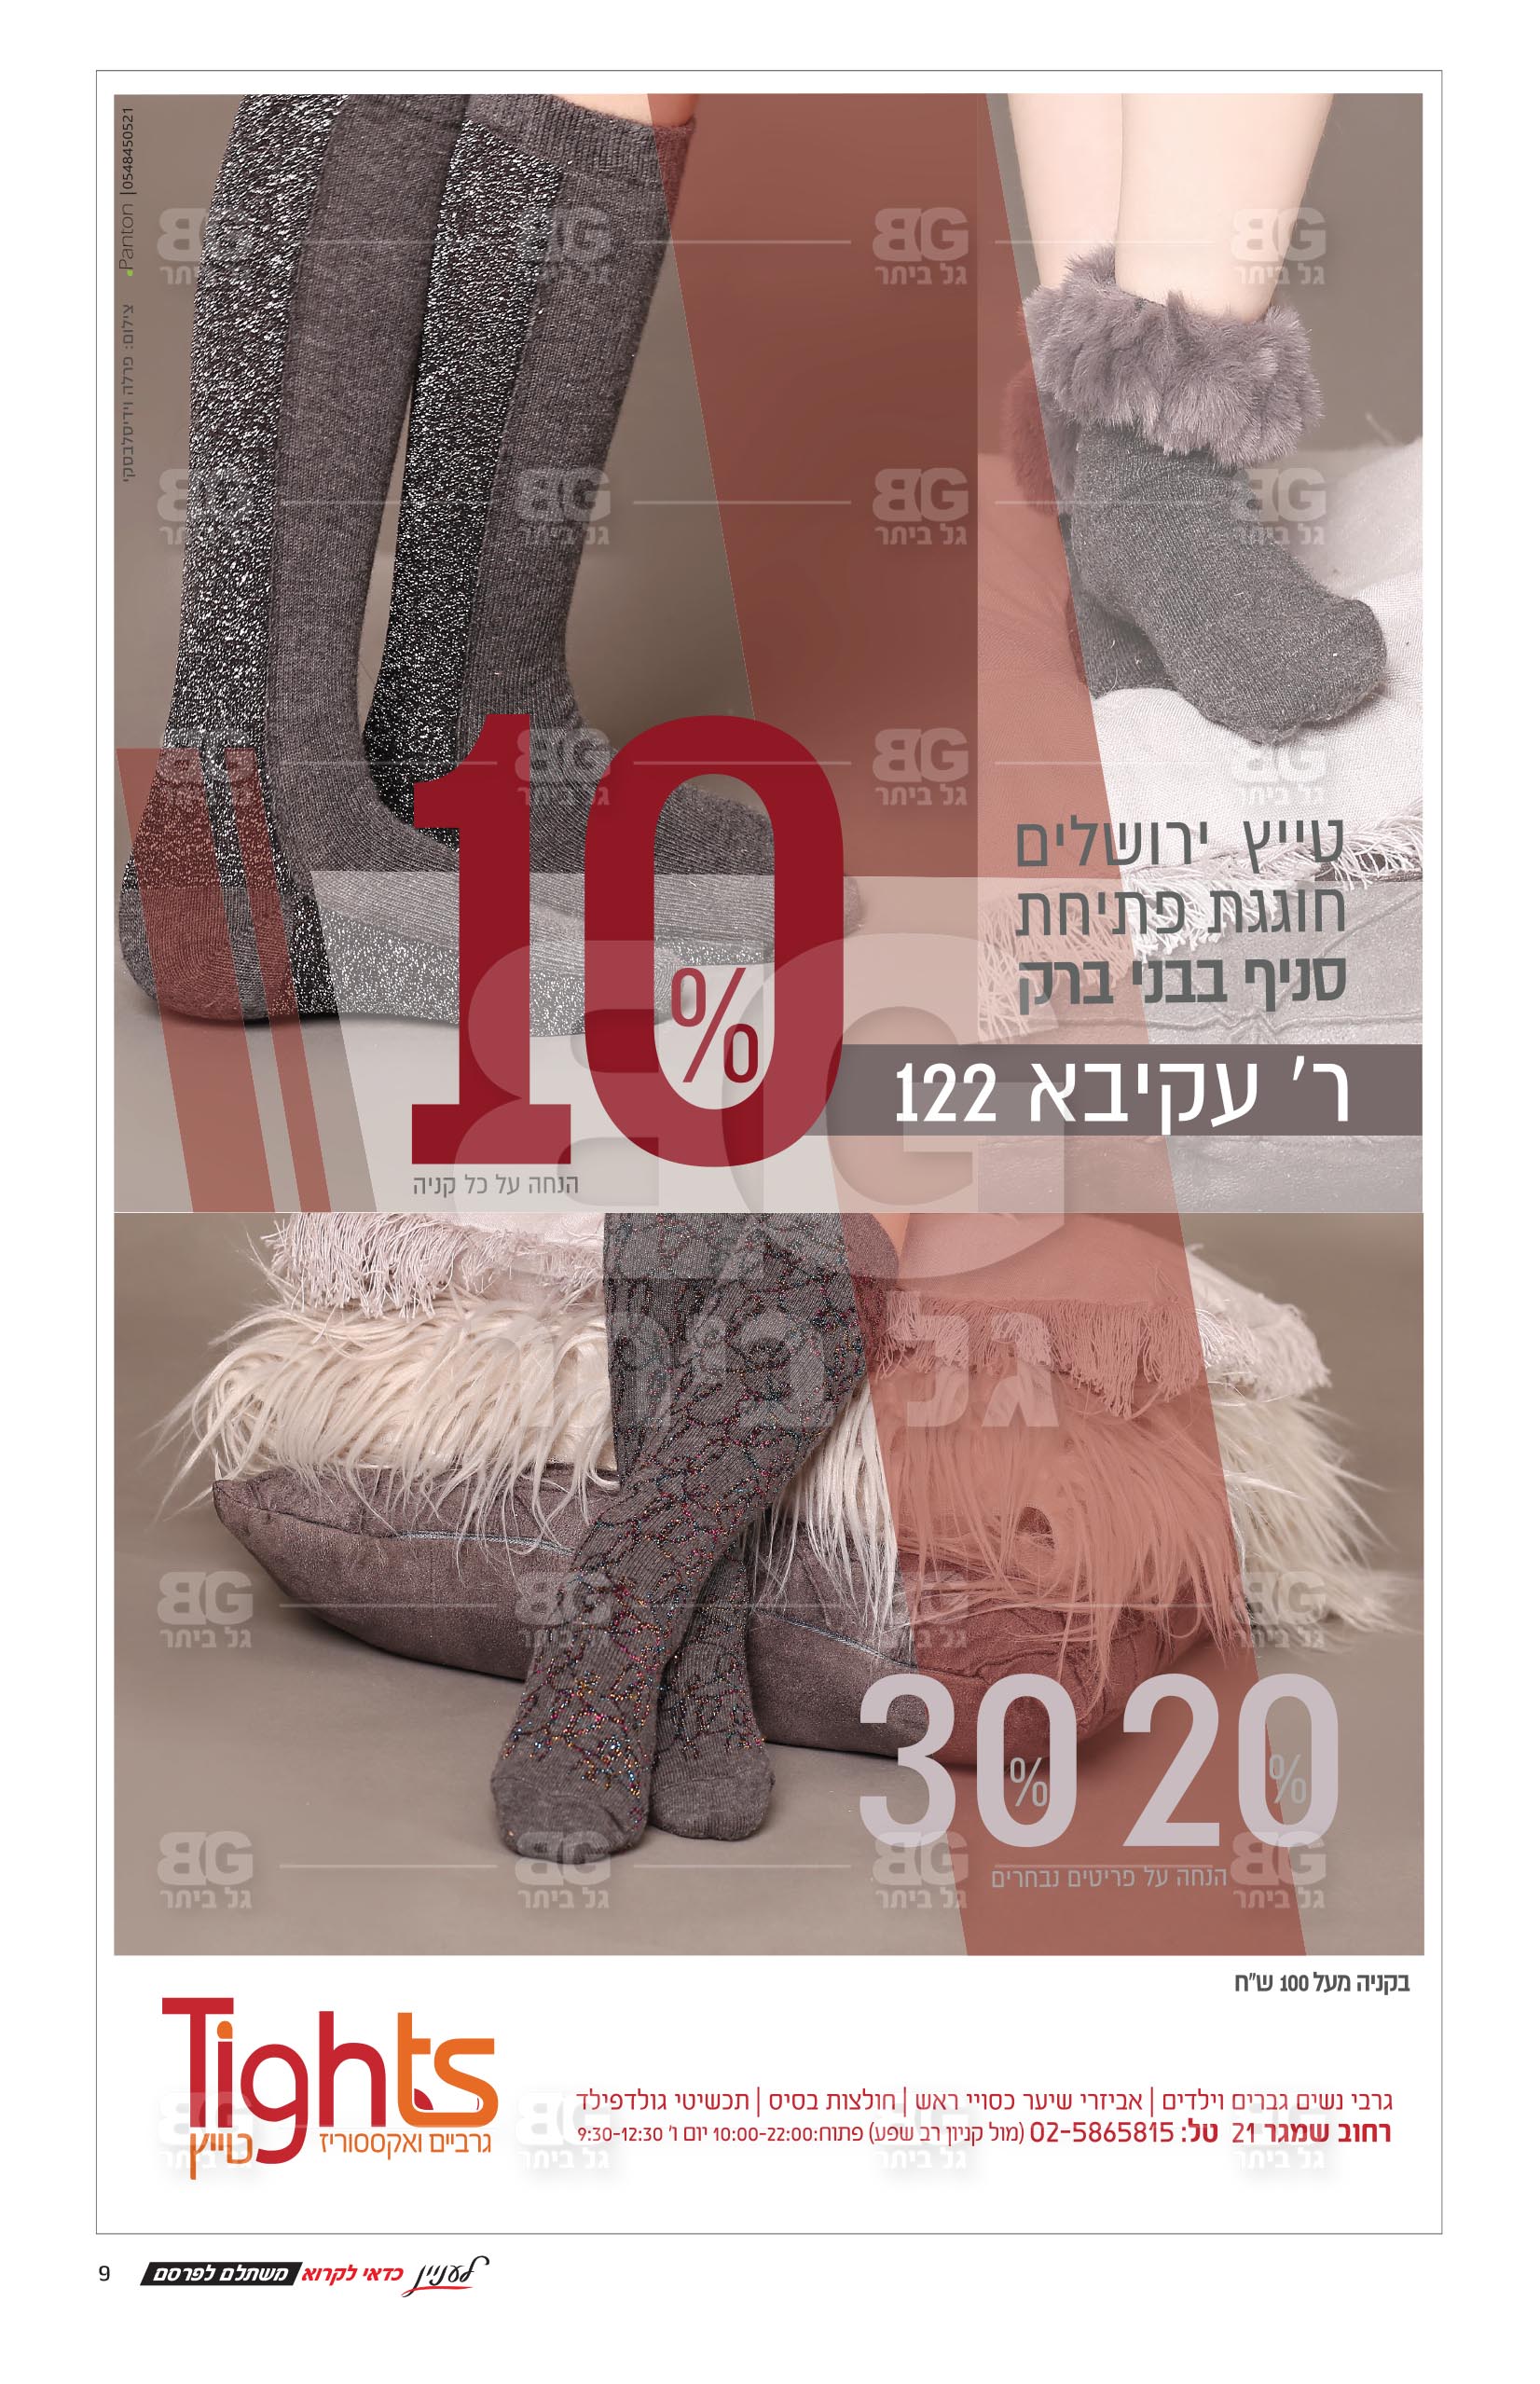 צילום: פרלה וידיסלבסקי
Panton |0548450521
טייץ ירושלים
חוגגת פתיחת
סניף בבני ברק
ר' עקיבא 122
10%
הנחה על כל קניה
20% 30%
הנחה על פריטים נבחרים
בקניה מעל 100 ש"ח
Tights
טייץ גרביים ואקססוריז
גרבי נשים גברים וילדים | אביזרי שיער כסויי ראש | חולצות בסיס | תכשיטי גולדפילד
רחוב שמגר 21 טל: 02-5865815 (מול קניון רב שפע) פתוח:10:00-22:00 יום ו' 9:30-12:30
לעניין כדאי לקרוא משתלם לפרסם 9
BG
גל ביתר